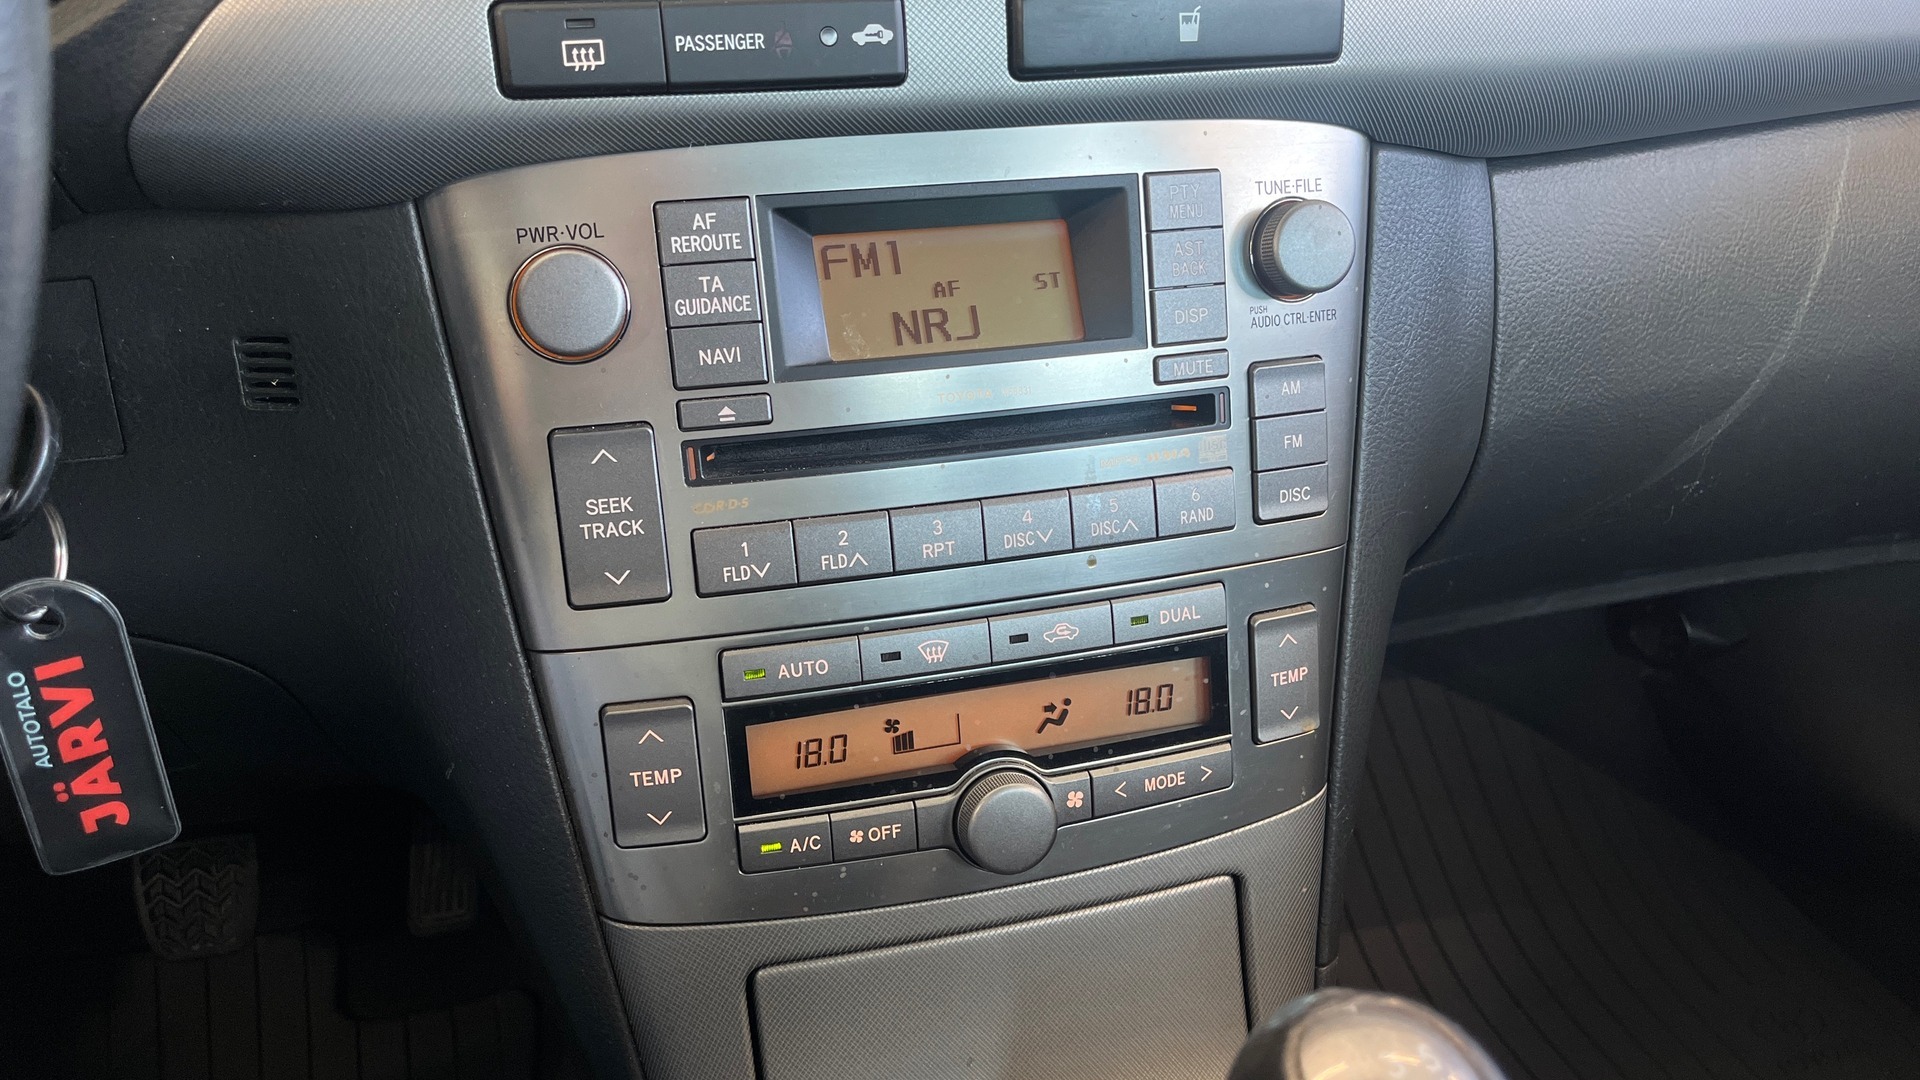 PASSENGER
PWR·VOL
AF
REROUTE
TA
GUIDANCE
NAVI
FM1
AF
ST
NRJ
PTY
MENU
AST
BACK
DISP
MUTE
TUNE·FILE
PUSH
AUDIO CTRL·ENTER
AM
FM
DISC
SEEK
TRACK
1
FLD
2
FLD
3
RPT
4
DISC
5
DISC
6
RAND
AUTO
DUAL
TEMP
18.0
18.0
TEMP
A/C
OFF
< MODE >
AUTOTALO
JÄRVI